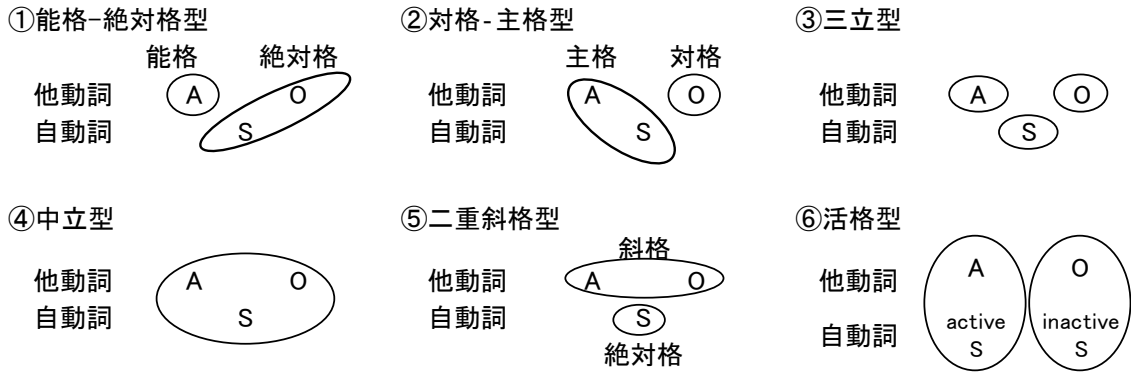 ①能格-絶対格型
能格 絶対格
他動詞 A O
自動詞 S
②対格-主格型
主格 対格
他動詞 A O
自動詞 S
③三立型
他動詞 A O
自動詞 S
④中立型
他動詞 A O
自動詞 S
⑤二重斜格型
斜格
他動詞 A O
自動詞 S
絶対格
⑥活格型
他動詞 A O
自動詞 active inactive
S S